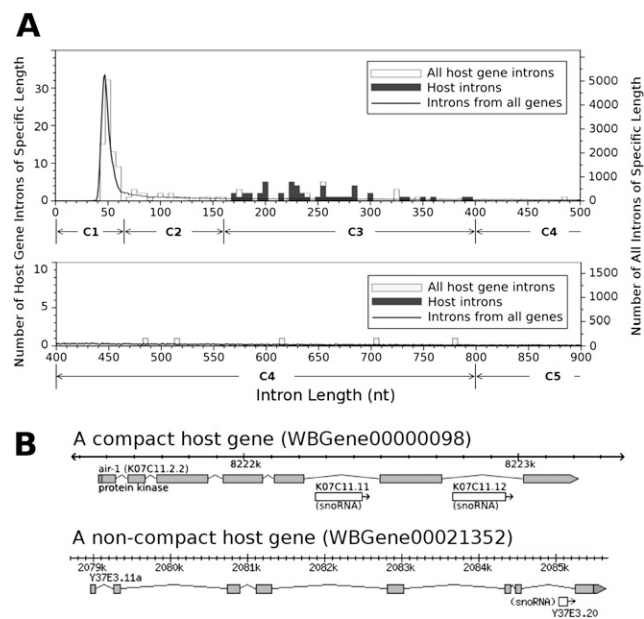 A
Number of Host Gene Introns of Specific Length
Number of All Introns of Specific Length
30
20
10
0
5000
4000
3000
2000
1000
0
All host gene introns
Host introns
Introns from all genes
0 50 100 150 200 250 300 350 400 450 500
C1 C2 C3 C4
10
5
0
1500
1000
500
0
All host gene introns
Host introns
Introns from all genes
400 450 500 550 600 650 700 750 800 850 900
C4 C5
Intron Length (nt)
B
A compact host gene (WBGene00000098)
8222k 8223k
air-1 (K07C11.2.2)
protein kinase
K07C11.11 K07C11.12
(snoRNA) (snoRNA)
A non-compact host gene (WBGene00021352)
2079k 2080k 2081k 2082k 2083k 2084k 2085k
Y37E3.11a
(snoRNA)
Y37E3.20